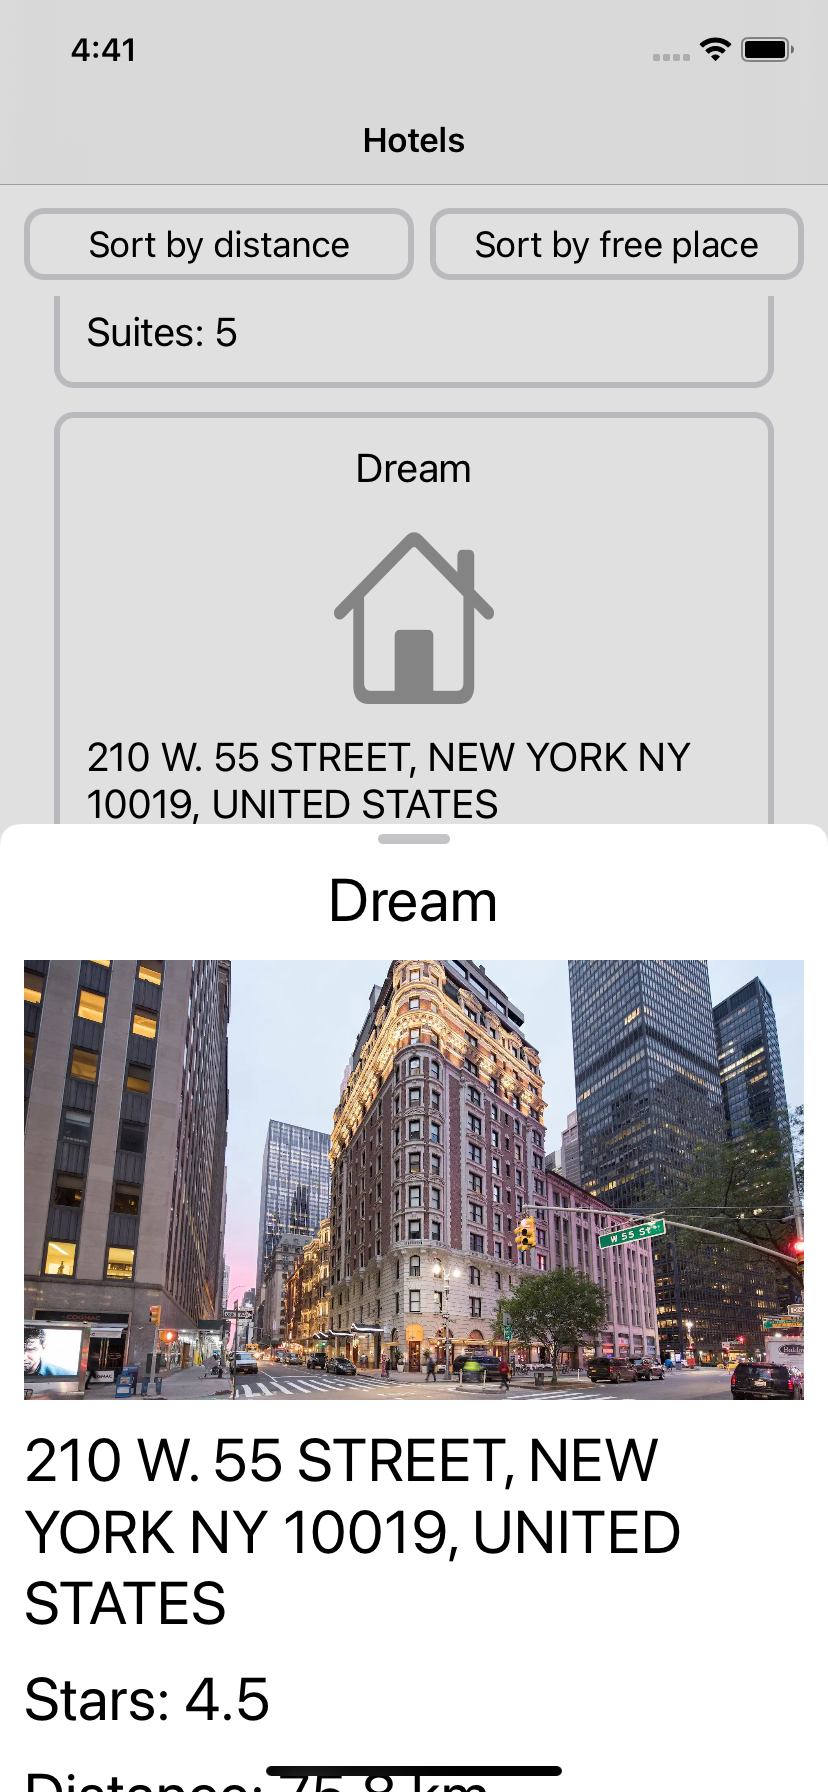 4:41
Hotels
Sort by distance
Sort by free place
Suites: 5
Dream
210 W. 55 STREET, NEW YORK NY
10019, UNITED STATES
Dream
W 55 St
210 W. 55 STREET, NEW
YORK NY 10019, UNITED
STATES
Stars: 4.5
Distance: 75.8 km